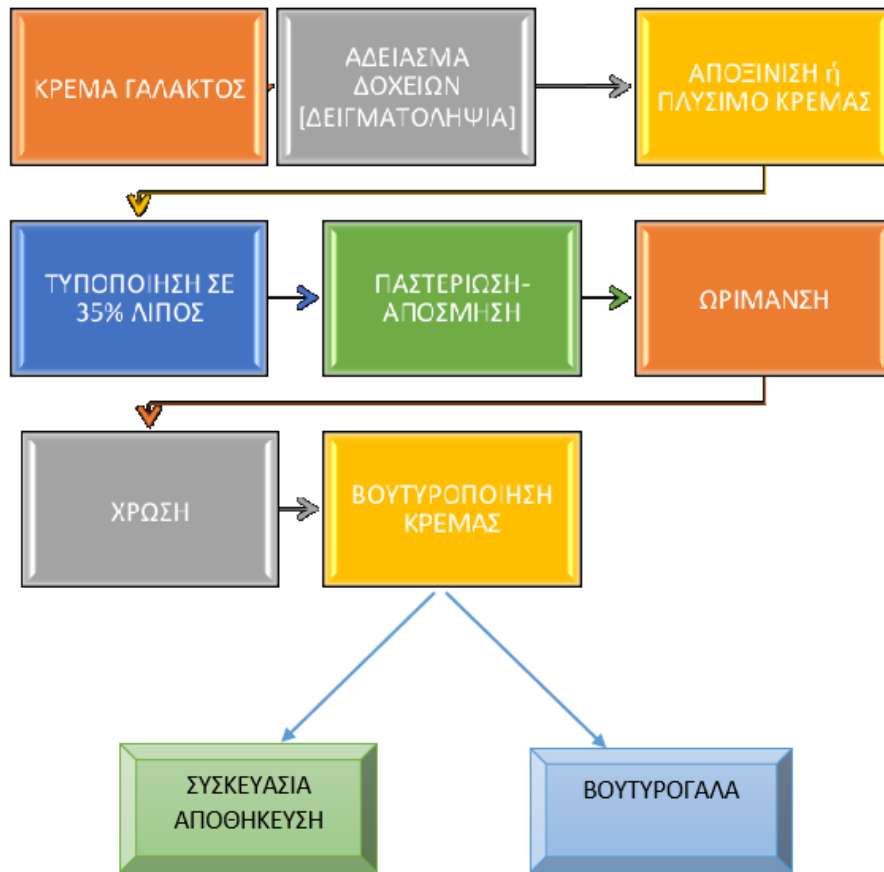 ΚΡΕΜΑ ΓΑΛΑΚΤΟΣ
ΑΔΕΙΑΣΜΑ
ΔΟΧΕΙΩΝ
[ΔΕΙΓΜΑΤΟΛΗΨΙΑ]
ΑΠΟΞΙΝΙΣΗ ή
ΠΛΥΣΙΜΟ ΚΡΕΜΑΣ
ΤΥΠΟΠΟΙΗΣΗ ΣΕ
35% ΛΙΠΟΣ
ΠΑΣΤΕΡΙΩΣΗ-
ΑΠΟΣΜΗΣΗ
ΩΡΙΜΑΝΣΗ
ΧΡΩΣΗ
ΒΟΥΤΥΡΟΠΟΙΗΣΗ
ΚΡΕΜΑΣ
ΣΥΣΚΕΥΑΣΙΑ
ΑΠΟΘΗΚΕΥΣΗ
ΒΟΥΤΥΡΟΓΑΛΑ